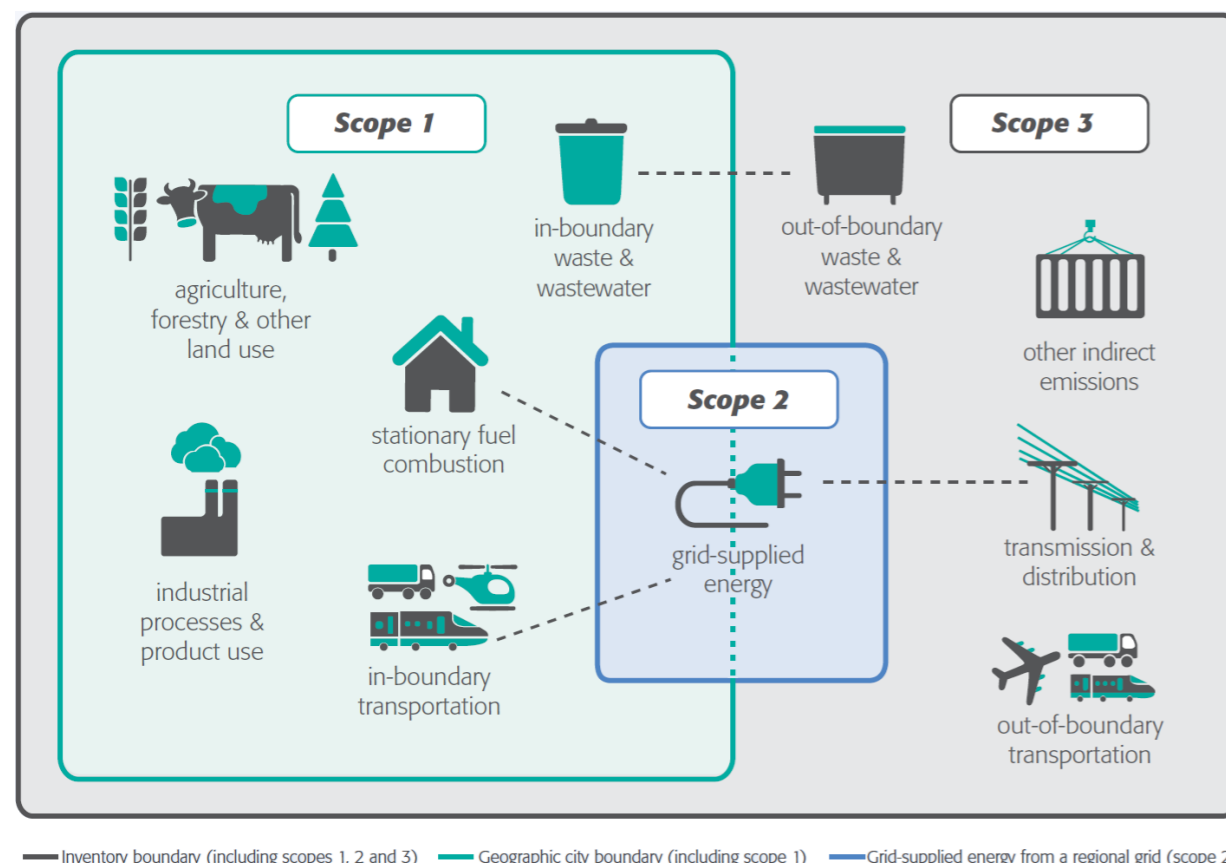 Scope 1
Scope 3
in-boundary
waste &
wastewater
out-of-boundary
waste &
wastewater
agriculture,
forestry & other
land use
other indirect
emissions
Scope 2
stationary fuel
combustion
grid-supplied
energy
transmission &
distribution
industrial
processes &
product use
in-boundary
transportation
out-of-boundary
transportation
Inventory boundary (including scopes 1, 2 and 3)
Geographic city boundary (including scope 1)
Grid-supplied energy from a regional grid (scope 2